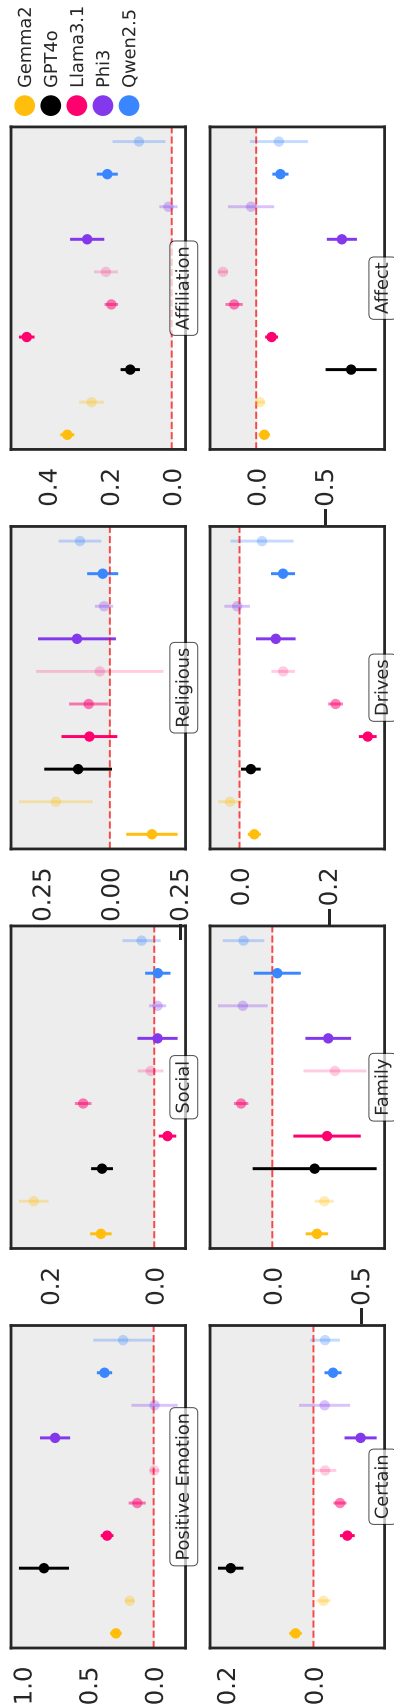 1.0
0.5
0.0
Positive Emotion
0.2
0.0
Social
0.25
0.00
−0.25
Religious
0.4
0.2
0.0
Affiliation
Gemma2
GPT4o
Llama3.1
Phi3
Qwen2.5
0.2
0.0
Certain
0.0
−0.5
Family
0.0
−0.2
Drives
0.0
−0.5
Affect